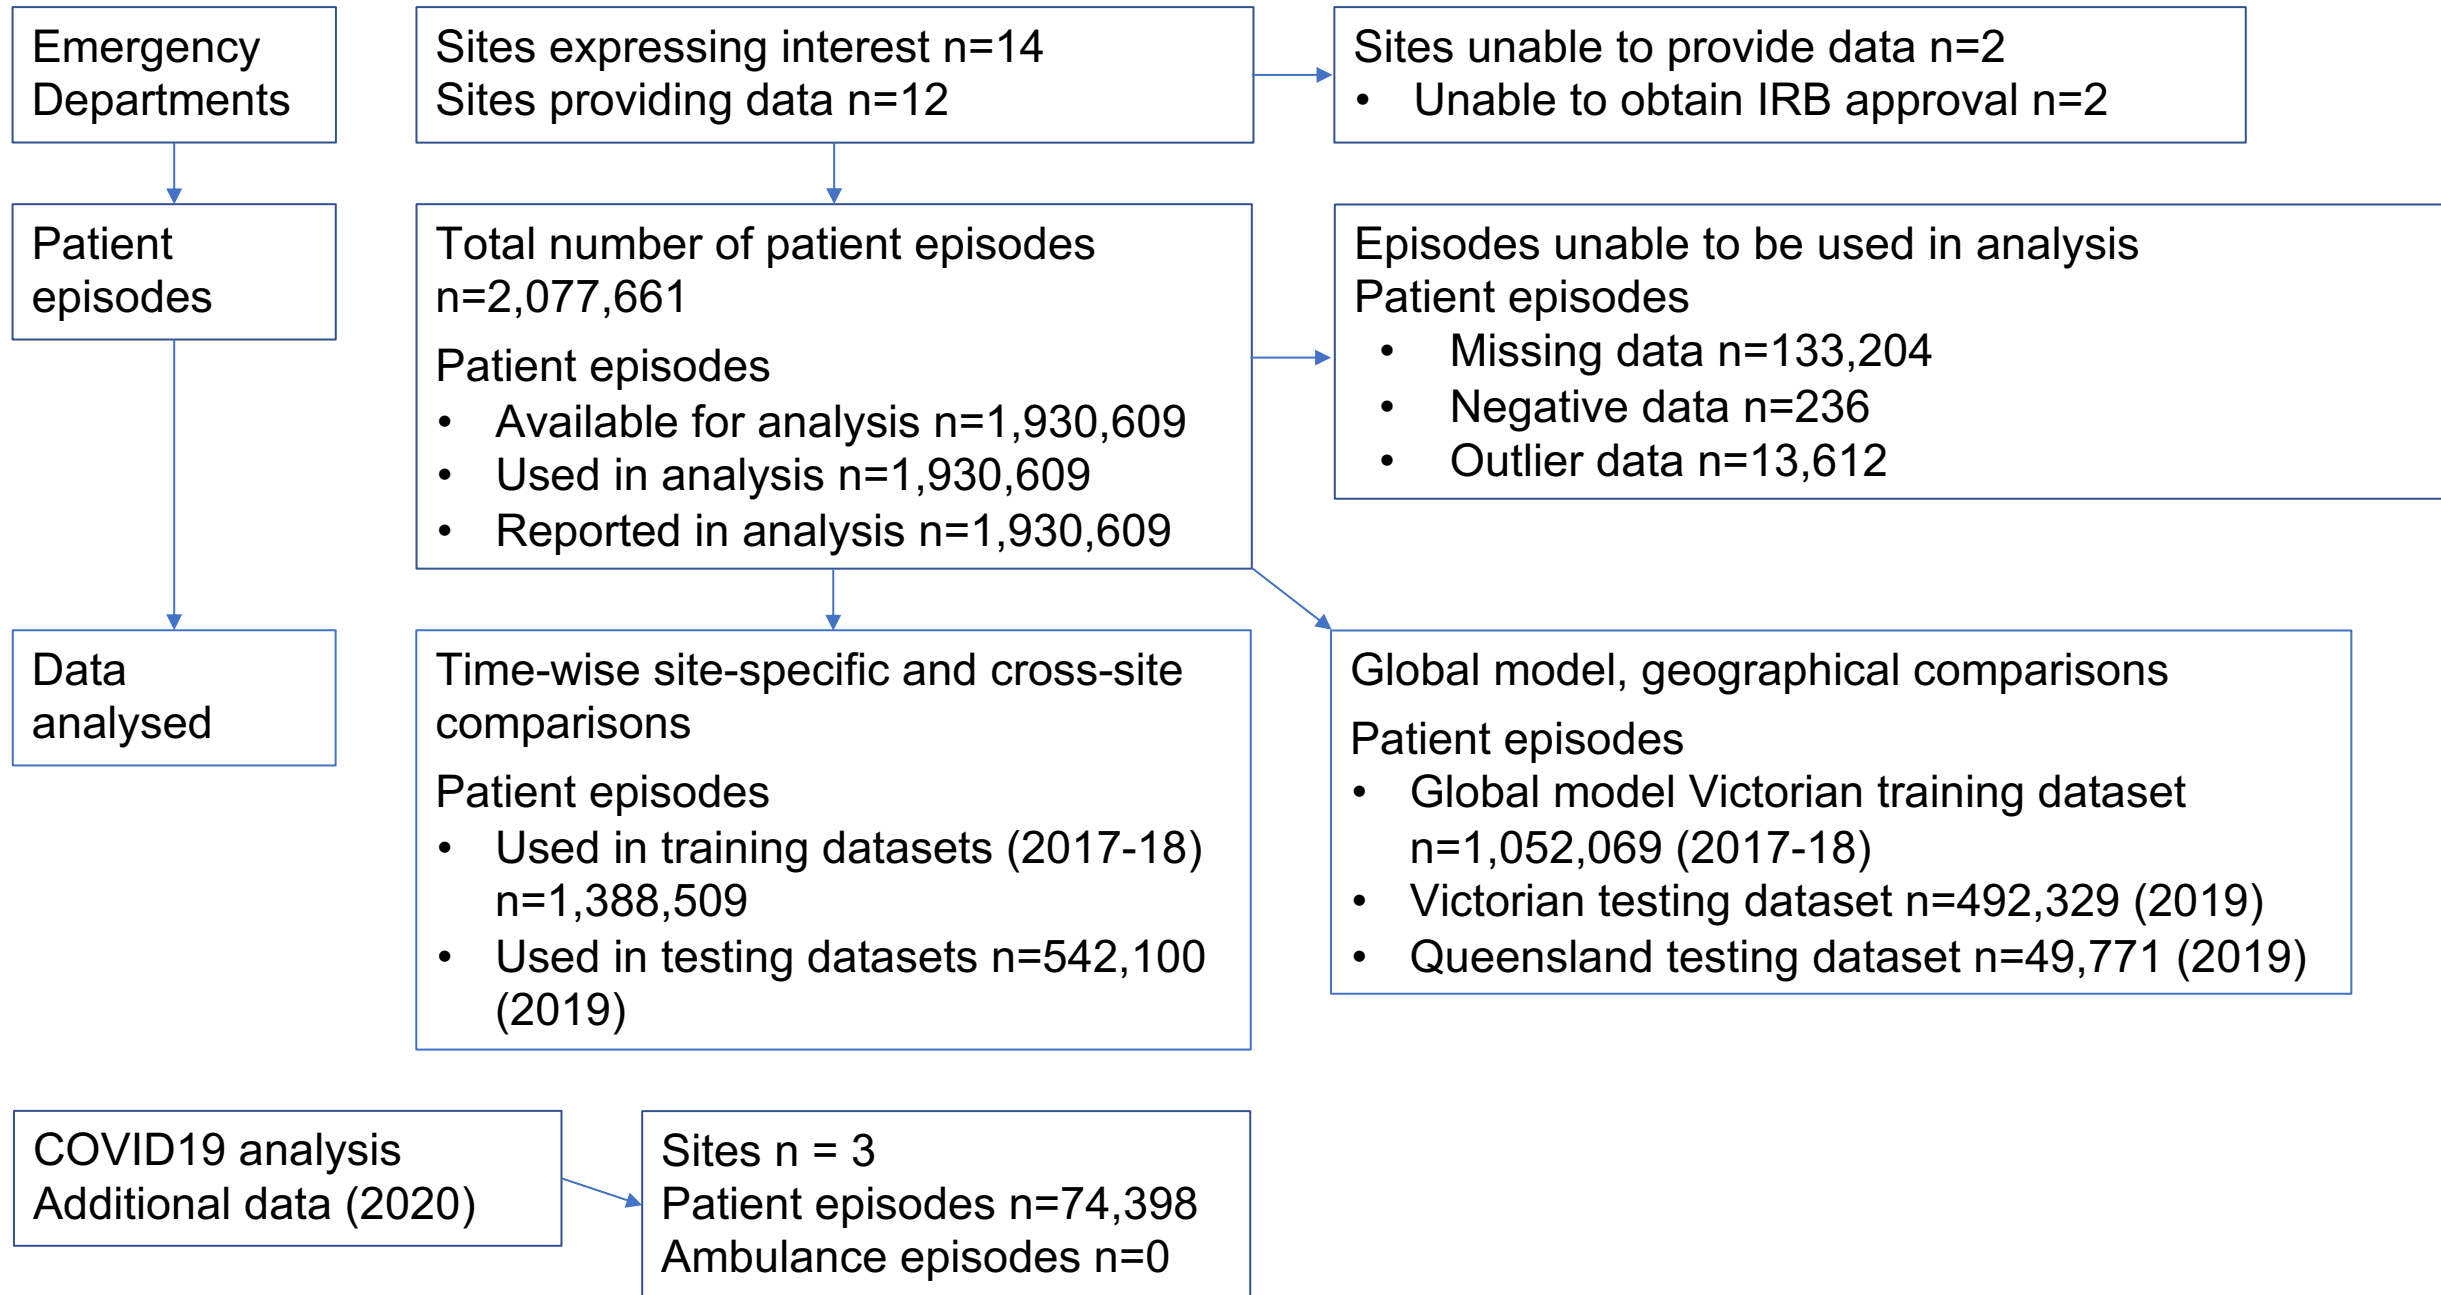 Emergency
Departments
Sites expressing interest n=14
Sites providing data n=12
Sites unable to provide data n=2
• Unable to obtain IRB approval n=2
Patient
episodes
Total number of patient episodes
n=2,077,661
Patient episodes
• Available for analysis n=1,930,609
• Used in analysis n=1,930,609
• Reported in analysis n=1,930,609
Episodes unable to be used in analysis
Patient episodes
• Missing data n=133,204
• Negative data n=236
• Outlier data n=13,612
Data
analysed
Time-wise site-specific and cross-site
comparisons
Patient episodes
• Used in training datasets (2017-18)
n=1,388,509
• Used in testing datasets n=542,100
(2019)
Global model, geographical comparisons
Patient episodes
• Global model Victorian training dataset
n=1,052,069 (2017-18)
• Victorian testing dataset n=492,329 (2019)
• Queensland testing dataset n=49,771 (2019)
COVID19 analysis
Additional data (2020)
Sites n = 3
Patient episodes n=74,398
Ambulance episodes n=0